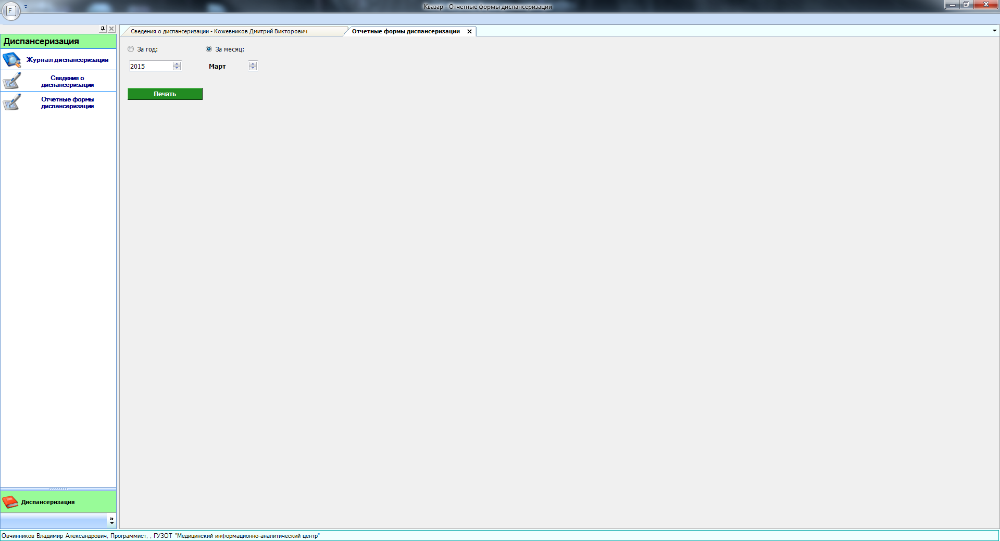 Квазар - Отчетные формы диспансеризации
F
Сведения о диспансеризации - Кожевников Дмитрий Викторович
Отчетные формы диспансеризации
Диспансеризация
Журнал диспансеризации
Сведения о
диспансеризации
Отчетные формы
диспансеризации
За год:
За месяц:
2015
Март
Печать
Диспансеризация
Овчинников Владимир Александрович, Программист, , ГУЗОТ "Медицинский информационно-аналитический центр"